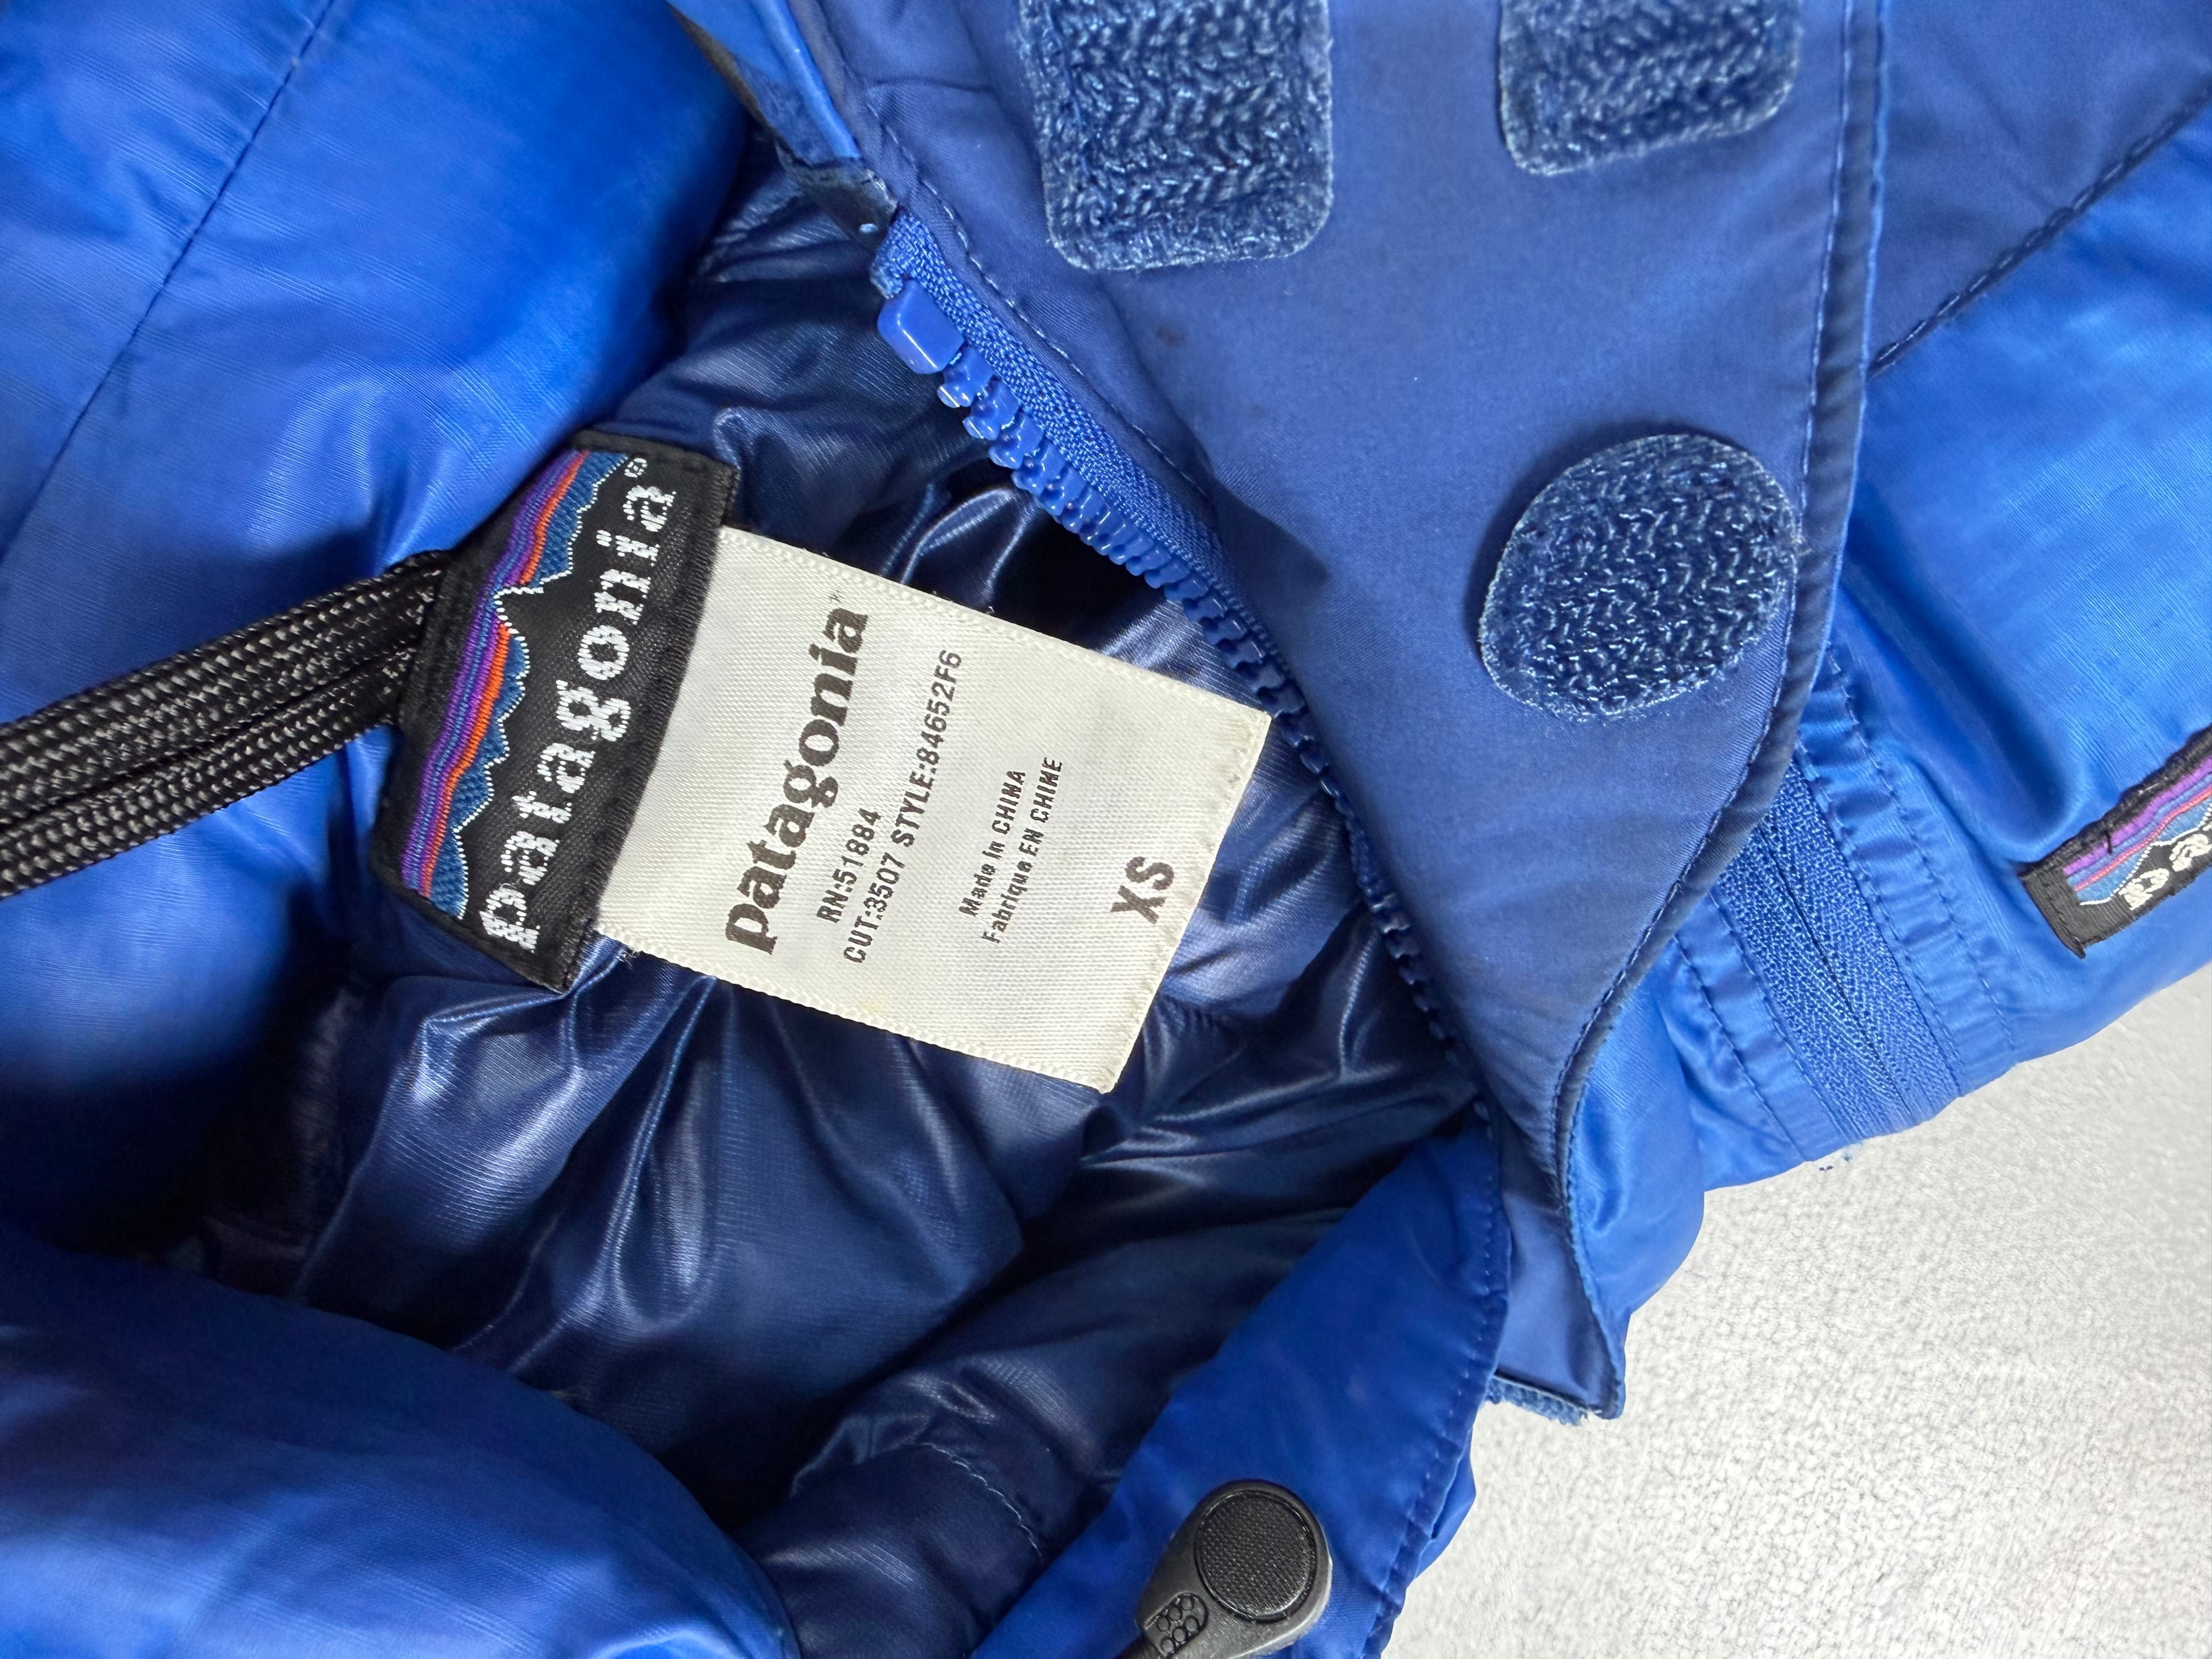 patagonia®
patagonia®
RN:51884
CUT:3507 STYLE:84652F6
Made In CHINA
Fabriqué EN CHINE
XS